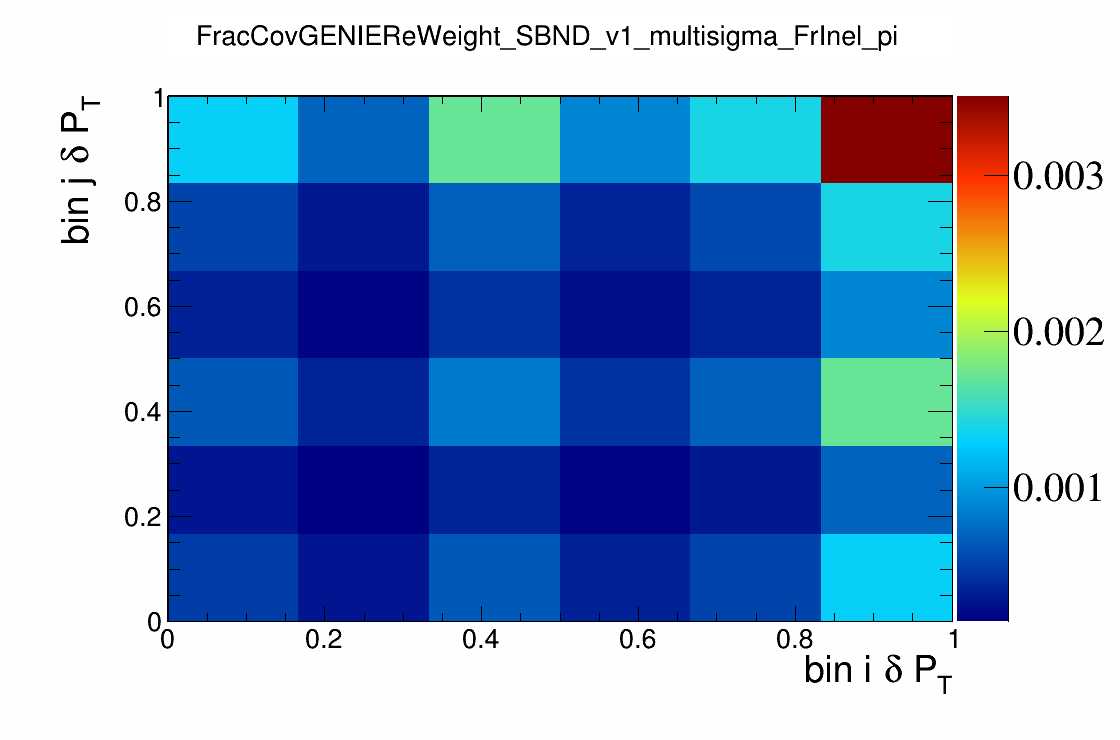 FracCovGENIEReWeight_SBND_v1_multisigma_FrInel_pi
bin j δ P_T
1
0.8
0.6
0.4
0.2
0
0 0.2 0.4 0.6 0.8 1
bin i δ P_T
0.003
0.002
0.001